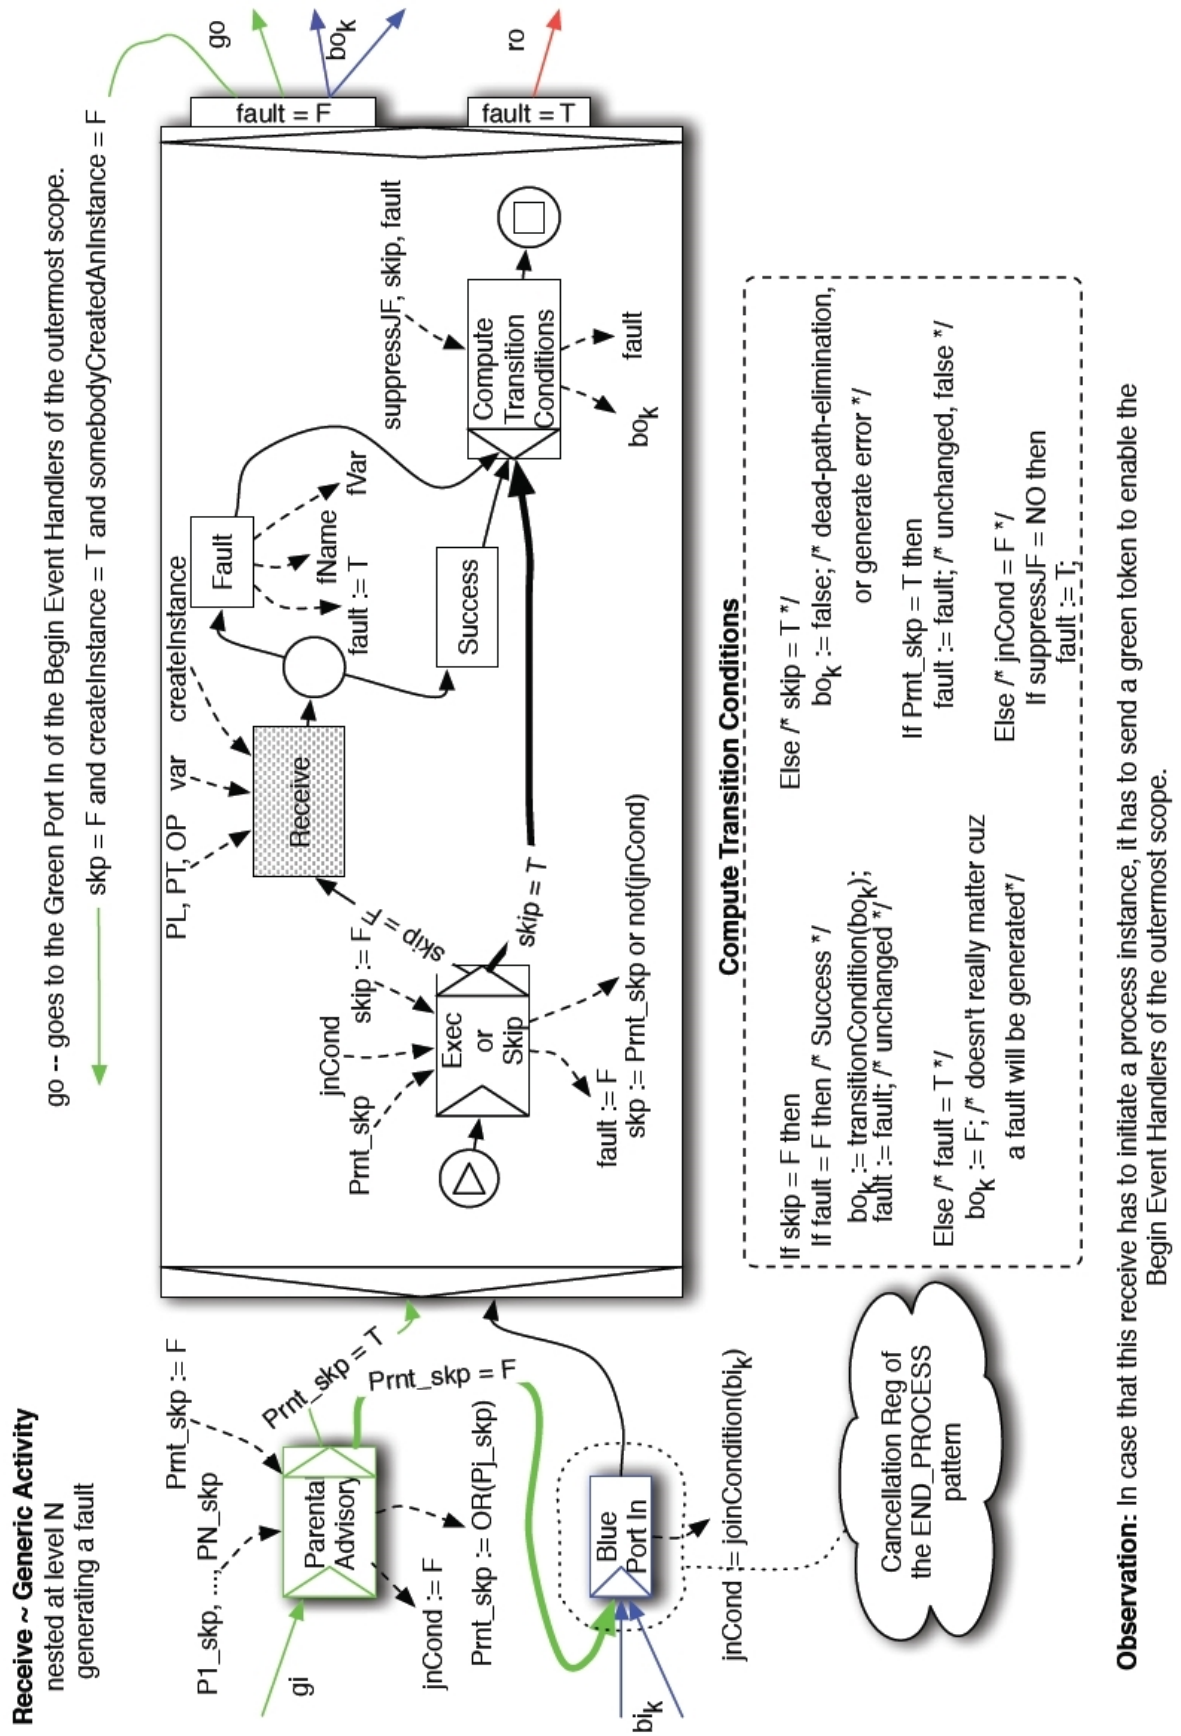 Receive ~ Generic Activity
nested at level N
generating a fault
go -- goes to the Green Port In of the Begin Event Handlers of the outermost scope.
skp = F and createInstance = T and somebodyCreatedAnInstance = F
P1_skp, .... PN_skp
Prnt_skp := F
gi
Parental
Advisory
Prnt_skp = T
Prnt_skp = F
jnCond := F
Prnt_skp := OR(Pj_skp)
bik
Blue
Port In
jnCond := joinCondition(bik)
Cancellation Reg of
the END_PROCESS
pattern
Prnt_skp
jnCond
skip := F
Exec
or
Skip
fault := F
skp := Prnt_skp or not(jnCond)
skip = F
skip = T
PL, PT, OP
var
createInstance
Receive
Fault
fault := T
fName
fVar
Success
suppressJF, skip, fault
Compute
Transition
Conditions
bok
fault
fault = F
fault = T
go
bok
ro
Compute Transition Conditions
If skip = F then
If fault = F then /* Success */
bok := transitionCondition(bok);
fault := fault; /* unchanged */
Else /* fault = T */
bok := F; /* doesn't really matter cuz
a fault will be generated*/
Else /* skip = T */
bok := false; /* dead-path-elimination,
or generate error */
If Prnt_skp = T then
fault := fault; /* unchanged, false */
Else /* jnCond = F */
If suppressJF = NO then
fault := T;
Observation: In case that this receive has to initiate a process instance, it has to send a green token to enable the
Begin Event Handlers of the outermost scope.